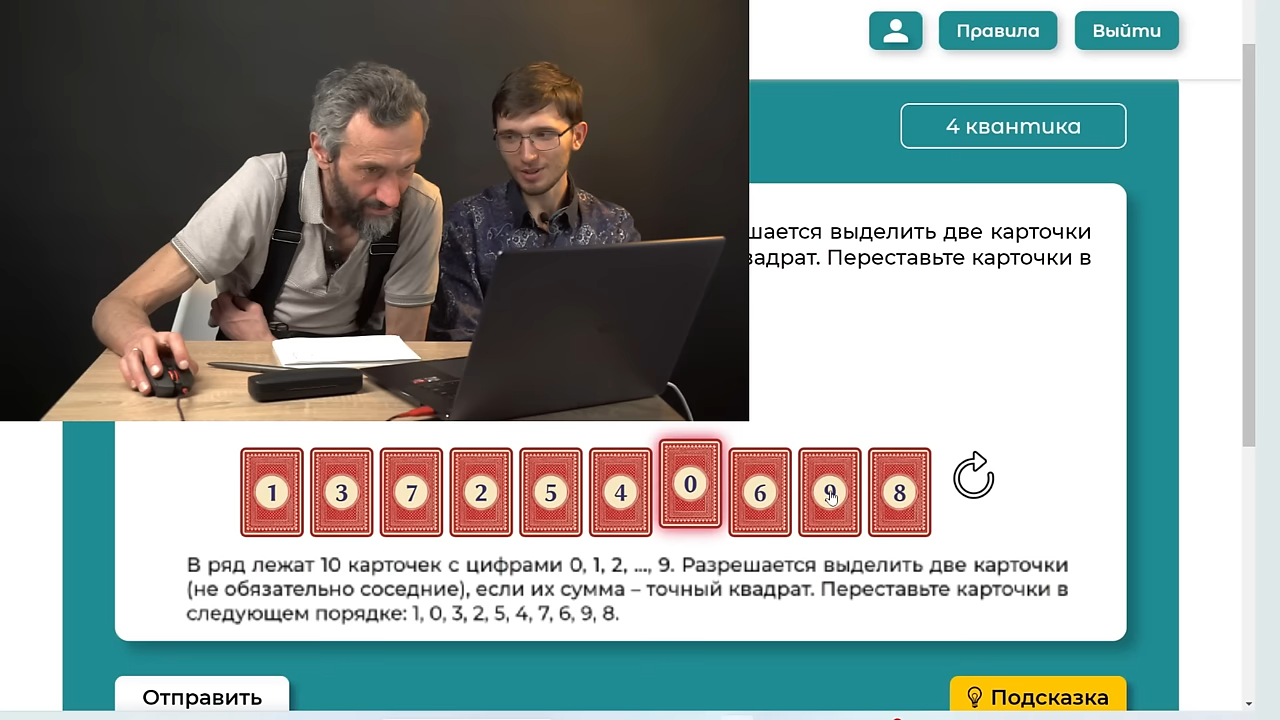 Правила
Выйти
4 квантика
выделить две карточки
Переставьте карточки в
1 3 7 2 5 4 0 6 9 8
В ряд лежат 10 карточек с цифрами 0, 1, 2, ..., 9. Разрешается выделить две карточки
(не обязательно соседние), если их сумма – точный квадрат. Переставьте карточки в
следующем порядке: 1, 0, 3, 2, 5, 4, 7, 6, 9, 8.
Отправить
Подсказка